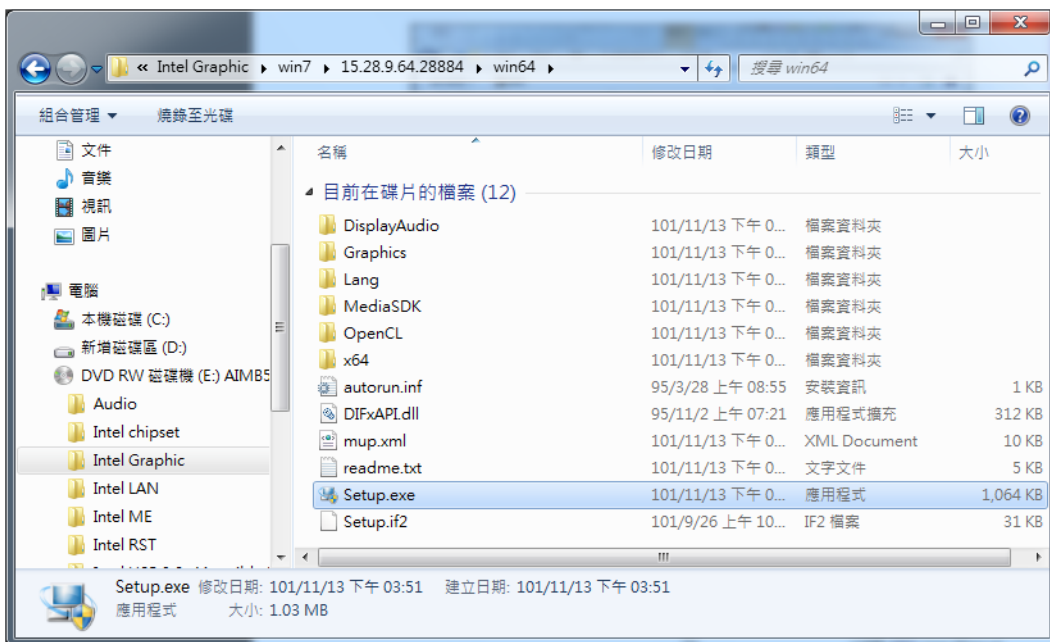 « Intel Graphic ▸ win7 ▸ 15.28.9.64.28884 ▸ win64 ▸ 搜尋 win64
組合管理 ▼ 燒錄至光碟
文件
音樂
視訊
圖片
電腦
本機磁碟 (C:)
新增磁碟區 (D:)
DVD RW 磁碟機 (E:) AIMB5
Audio
Intel chipset
Intel Graphic
Intel LAN
Intel ME
Intel RST
名稱 修改日期 類型 大小
目前在碟片的檔案 (12)
DisplayAudio 101/11/13 下午 0... 檔案資料夾
Graphics 101/11/13 下午 0... 檔案資料夾
Lang 101/11/13 下午 0... 檔案資料夾
MediaSDK 101/11/13 下午 0... 檔案資料夾
OpenCL 101/11/13 下午 0... 檔案資料夾
x64 101/11/13 下午 0... 檔案資料夾
autorun.inf 95/3/28 上午 08:55 安裝資訊 1 KB
DIFxAPI.dll 95/11/2 上午 07:21 應用程式擴充 312 KB
mup.xml 101/11/13 下午 0... XML Document 10 KB
readme.txt 101/11/13 下午 0... 文字文件 5 KB
Setup.exe 101/11/13 下午 0... 應用程式 1,064 KB
Setup.if2 101/9/26 上午 10... IF2 檔案 31 KB
Setup.exe 修改日期: 101/11/13 下午 03:51 建立日期: 101/11/13 下午 03:51
應用程式 大小: 1.03 MB